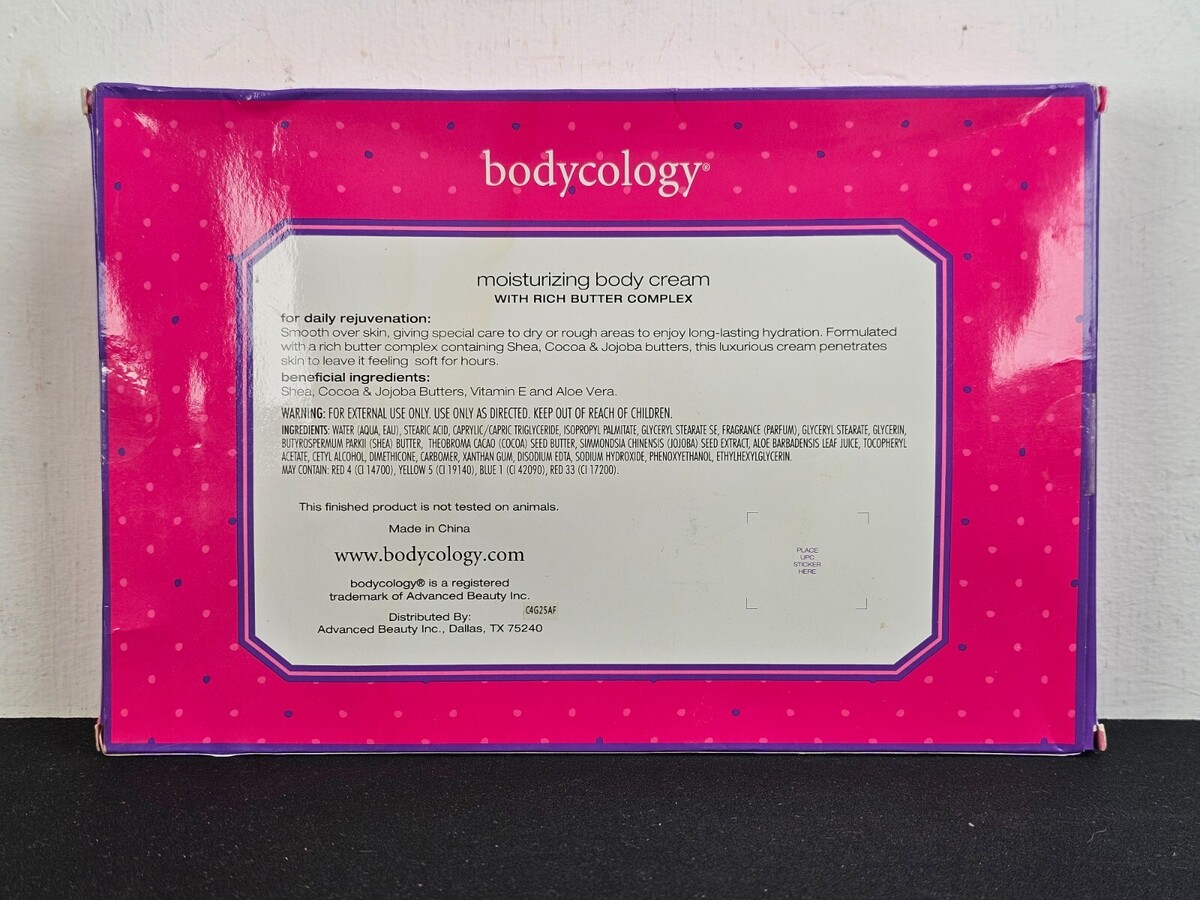 bodycology®
moisturizing body cream
WITH RICH BUTTER COMPLEX
for daily rejuvenation:
Smooth over skin, giving special care to dry or rough areas to enjoy long-lasting hydration. Formulated
with a rich butter complex containing Shea, Cocoa & Jojoba butters, this luxurious cream penetrates
skin to leave it feeling soft for hours.
beneficial ingredients:
Shea, Cocoa & Jojoba Butters, Vitamin E and Aloe Vera.
WARNING: FOR EXTERNAL USE ONLY. USE ONLY AS DIRECTED. KEEP OUT OF REACH OF CHILDREN.
INGREDIENTS: WATER (AQUA, EAU), STEARIC ACID, CAPRYLIC/CAPRIC TRIGLYCERIDE, ISOPROPYL PALMITATE, GLYCERYL STEARATE SE, FRAGRANCE (PARFUM), GLYCERYL STEARATE, GLYCERIN,
BUTYROSPERMUM PARKII (SHEA) BUTTER, THEOBROMA CACAO (COCOA) SEED BUTTER, SIMMONDSIA CHINENSIS (JOJOBA) SEED EXTRACT, ALOE BARBADENSIS LEAF JUICE, TOCOPHERYL
ACETATE, CETYL ALCOHOL, DIMETHICONE, CARBOMER, XANTHAN GUM, DISODIUM EDTA, SODIUM HYDROXIDE, PHENOXYETHANOL, ETHYLHEXYLGLYCERIN.
MAY CONTAIN: RED 4 (CI 14700), YELLOW 5 (CI 19140), BLUE 1 (CI 42090), RED 33 (CI 17200).
This finished product is not tested on animals.
Made in China
www.bodycology.com
bodycology® is a registered
trademark of Advanced Beauty Inc.
C4G25AF
Distributed By:
Advanced Beauty Inc., Dallas, TX 75240
PLACE
UPC
STICKER
HERE